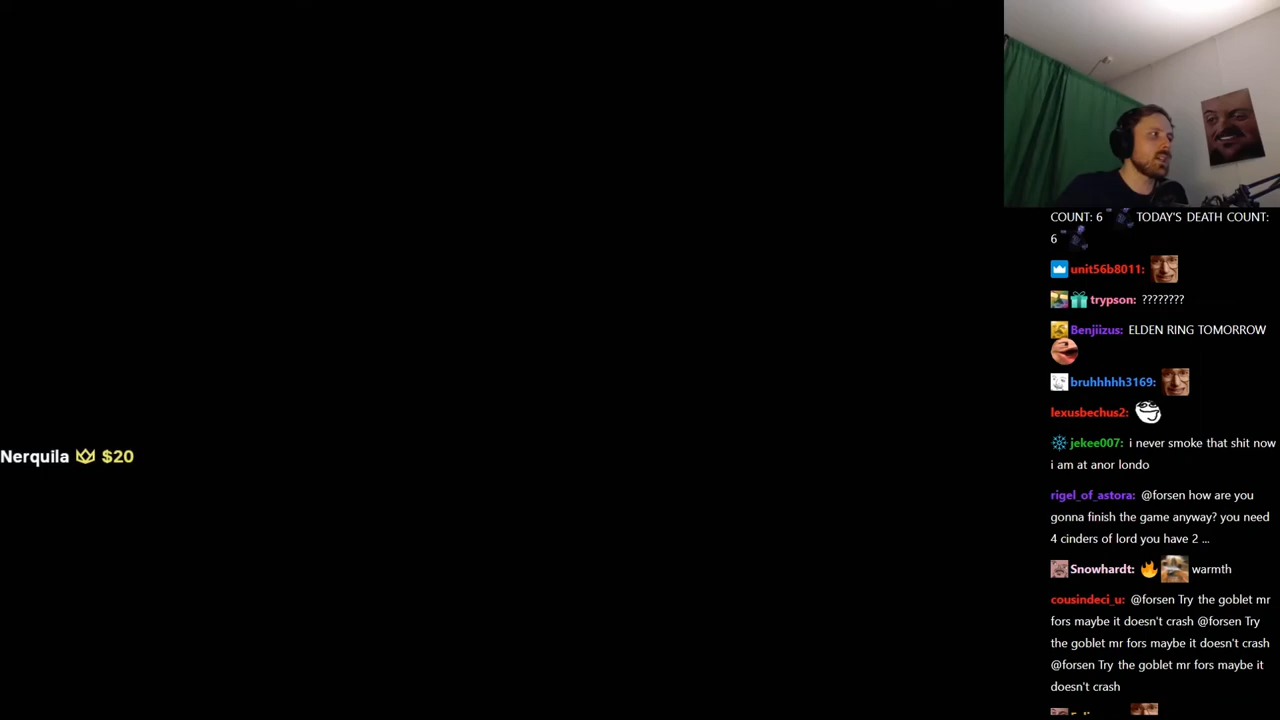 COUNT: 6 TODAY'S DEATH COUNT:
6
unit56b8011:
trypson: ????????
Benjiizus: ELDEN RING TOMORROW
bruhhhhh3169:
lexusbechus2:
jekee007: i never smoke that shit now
i am at anor londo
Nerquila $20
rigel_of_astora: @forsen how are you
gonna finish the game anyway? you need
4 cinders of lord you have 2 ...
Snowhardt: warmth
cousindeci_u: @forsen Try the goblet mr
fors maybe it doesn't crash @forsen Try
the goblet mr fors maybe it doesn't crash
@forsen Try the goblet mr fors maybe it
doesn't crash